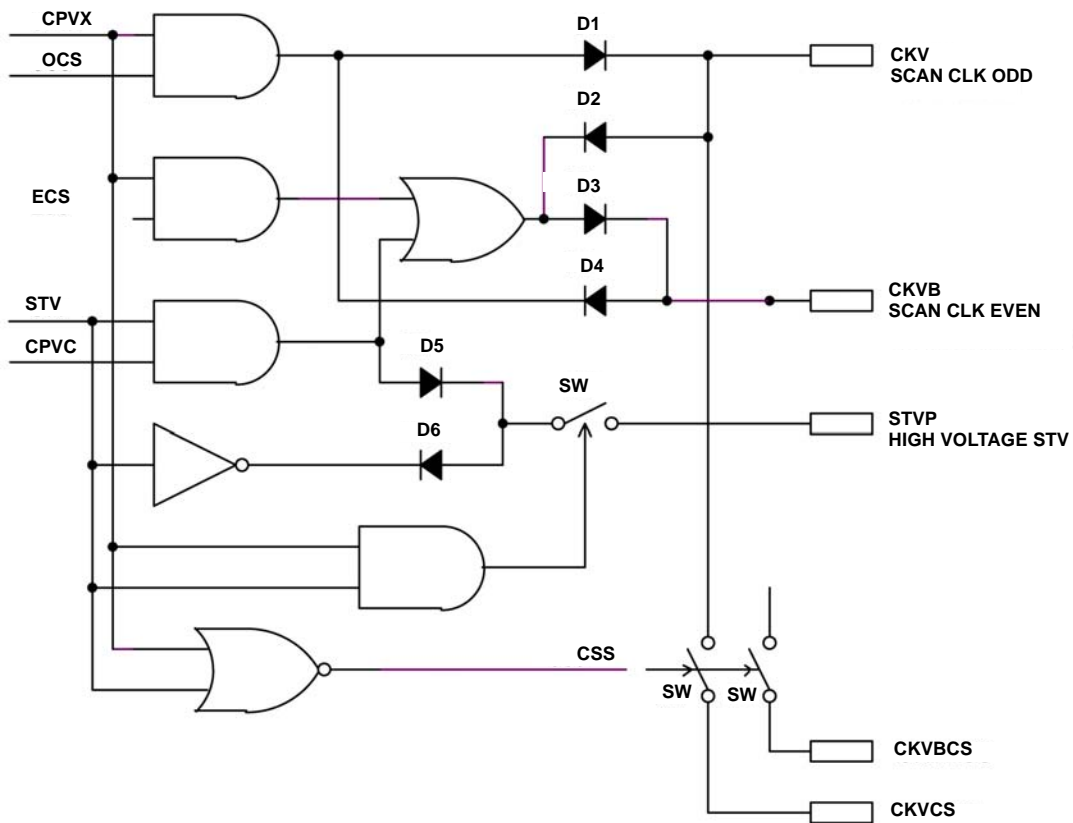 CPVX
OCS
D1
CKV
SCAN CLK ODD
D2
ECS
D3
D4
CKVB
SCAN CLK EVEN
STV
CPVC
D5
SW
STVP
HIGH VOLTAGE STV
D6
CSS
SW
SW
CKVBCS
CKVCS